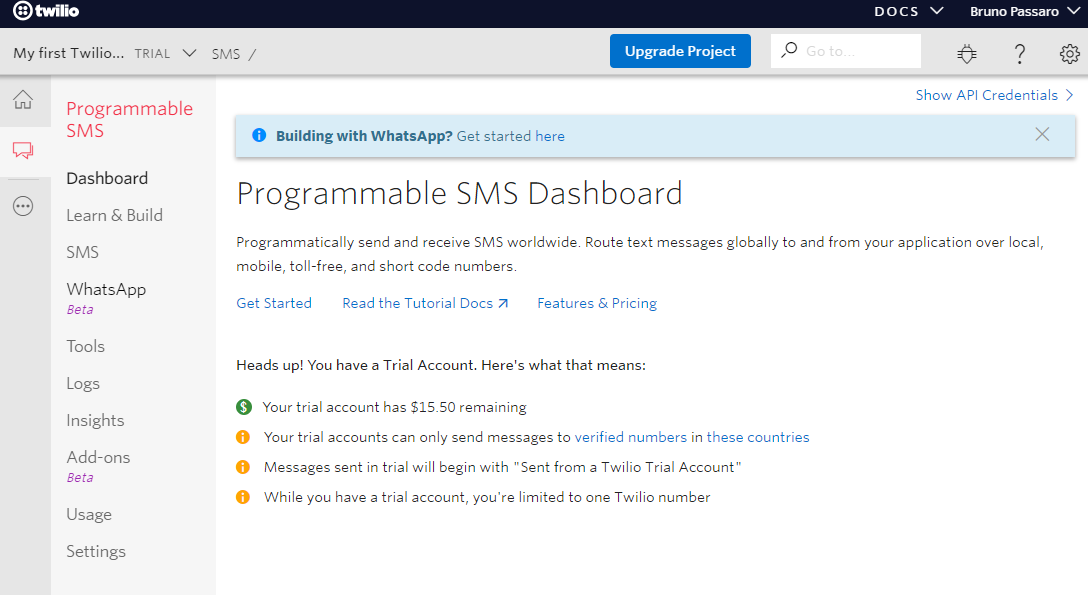 twilio
DOCS
Bruno Passaro
My first Twilio... TRIAL
SMS /
Upgrade Project
Go to...
?
Show API Credentials
Programmable
SMS
Dashboard
Learn & Build
SMS
WhatsApp
Beta
Tools
Logs
Insights
Add-ons
Beta
Usage
Settings
Building with WhatsApp? Get started here
Programmable SMS Dashboard
Programmatically send and receive SMS worldwide. Route text messages globally to and from your application over local,
mobile, toll-free, and short code numbers.
Get Started
Read the Tutorial Docs
Features & Pricing
Heads up! You have a Trial Account. Here's what that means:
Your trial account has $15.50 remaining
Your trial accounts can only send messages to verified numbers in these countries
Messages sent in trial will begin with "Sent from a Twilio Trial Account"
While you have a trial account, you're limited to one Twilio number